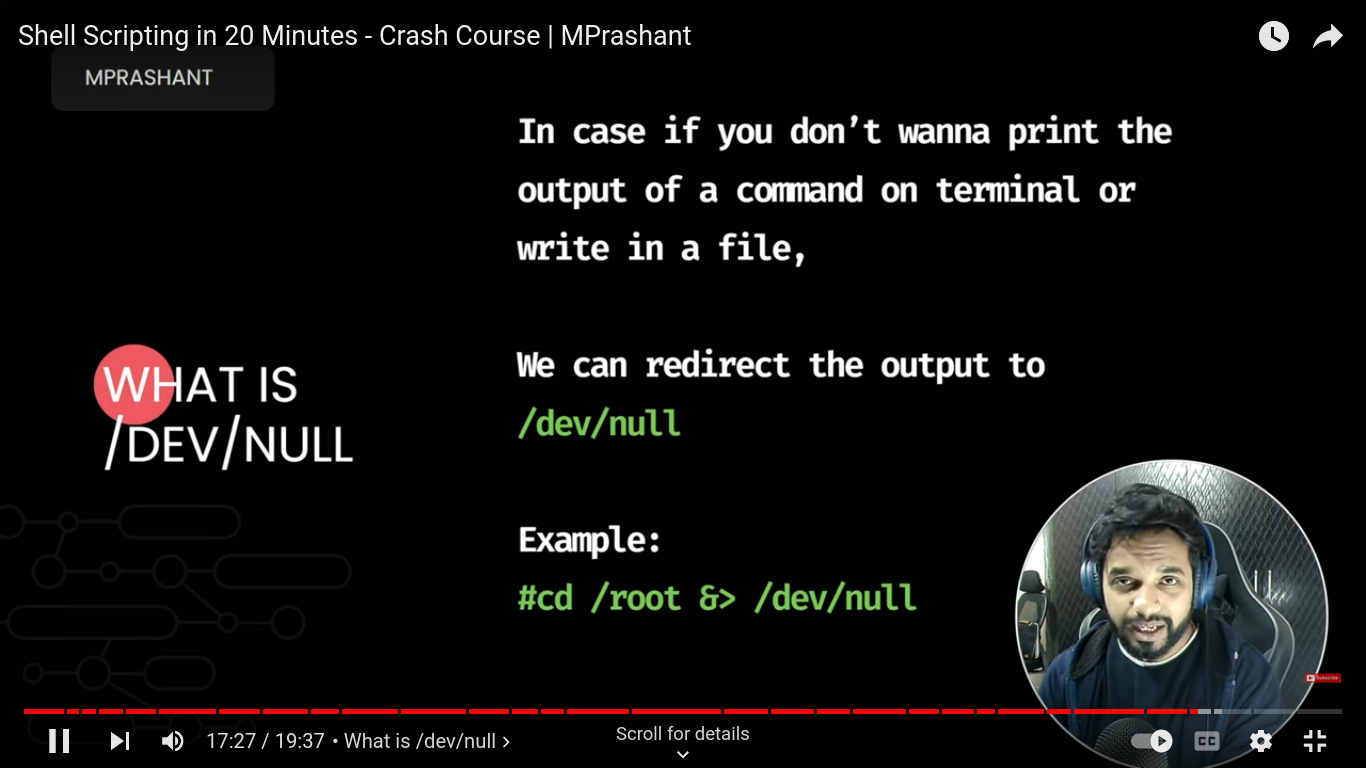 Shell Scripting in 20 Minutes - Crash Course | MPrashant
MPRASHANT
In case if you don’t wanna print the
output of a command on terminal or
write in a file,
We can redirect the output to
/dev/null
WHAT IS
/DEV/NULL
Example:
#cd /root &> /dev/null
Subscribe
17:27 / 19:37 • What is /dev/null >
Scroll for details
CC